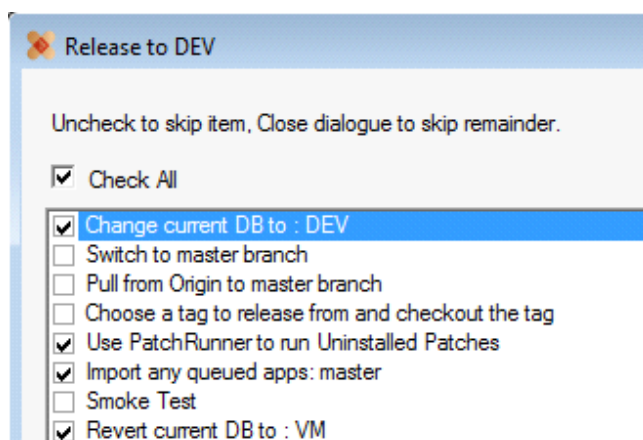 Release to DEV
Uncheck to skip item, Close dialogue to skip remainder.
Check All
Change current DB to : DEV
Switch to master branch
Pull from Origin to master branch
Choose a tag to release from and checkout the tag
Use PatchRunner to run Uninstalled Patches
Import any queued apps: master
Smoke Test
Revert current DB to : VM